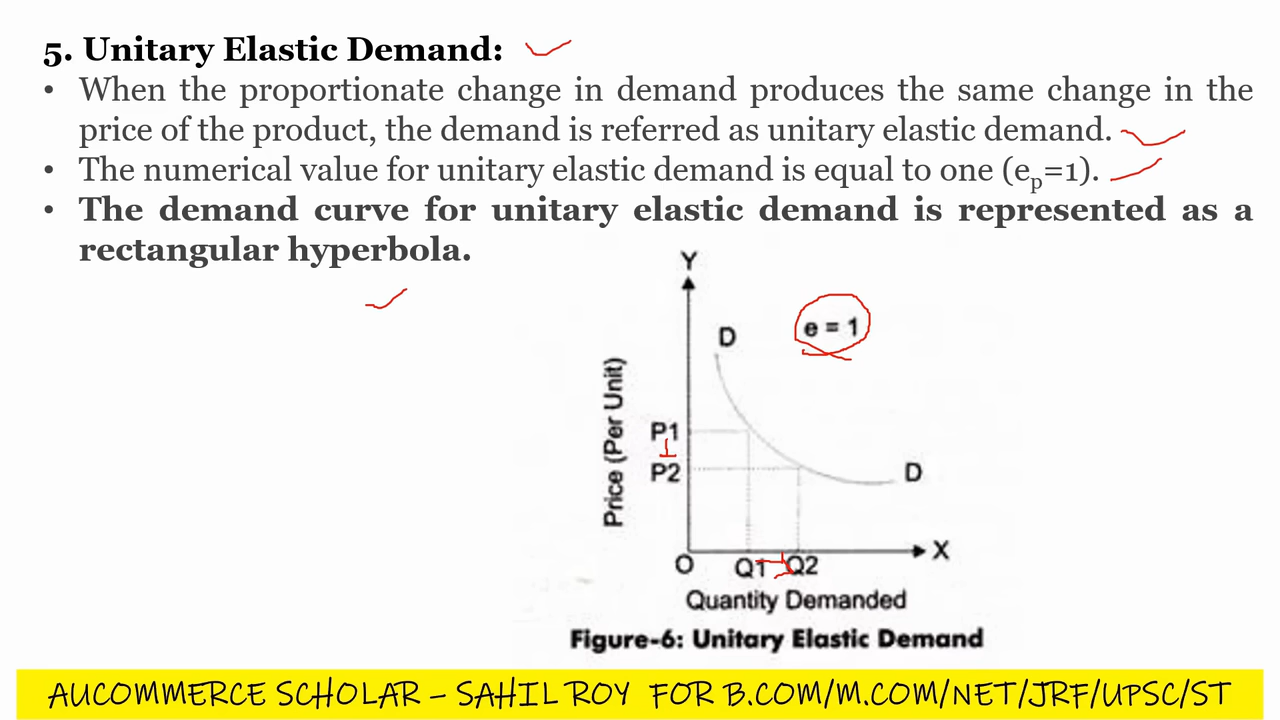 5. Unitary Elastic Demand:
• When the proportionate change in demand produces the same change in the
price of the product, the demand is referred as unitary elastic demand.
• The numerical value for unitary elastic demand is equal to one (ep=1).
• The demand curve for unitary elastic demand is represented as a
rectangular hyperbola.
Y
e = 1
D
Price (Per Unit)
P1
P2
D
X
O
Q1 Q2
Quantity Demanded
Figure-6: Unitary Elastic Demand
AUCOMMERCE SCHOLAR – SAHIL ROY FOR B.COM/M.COM/NET/JRF/UPSC/ST